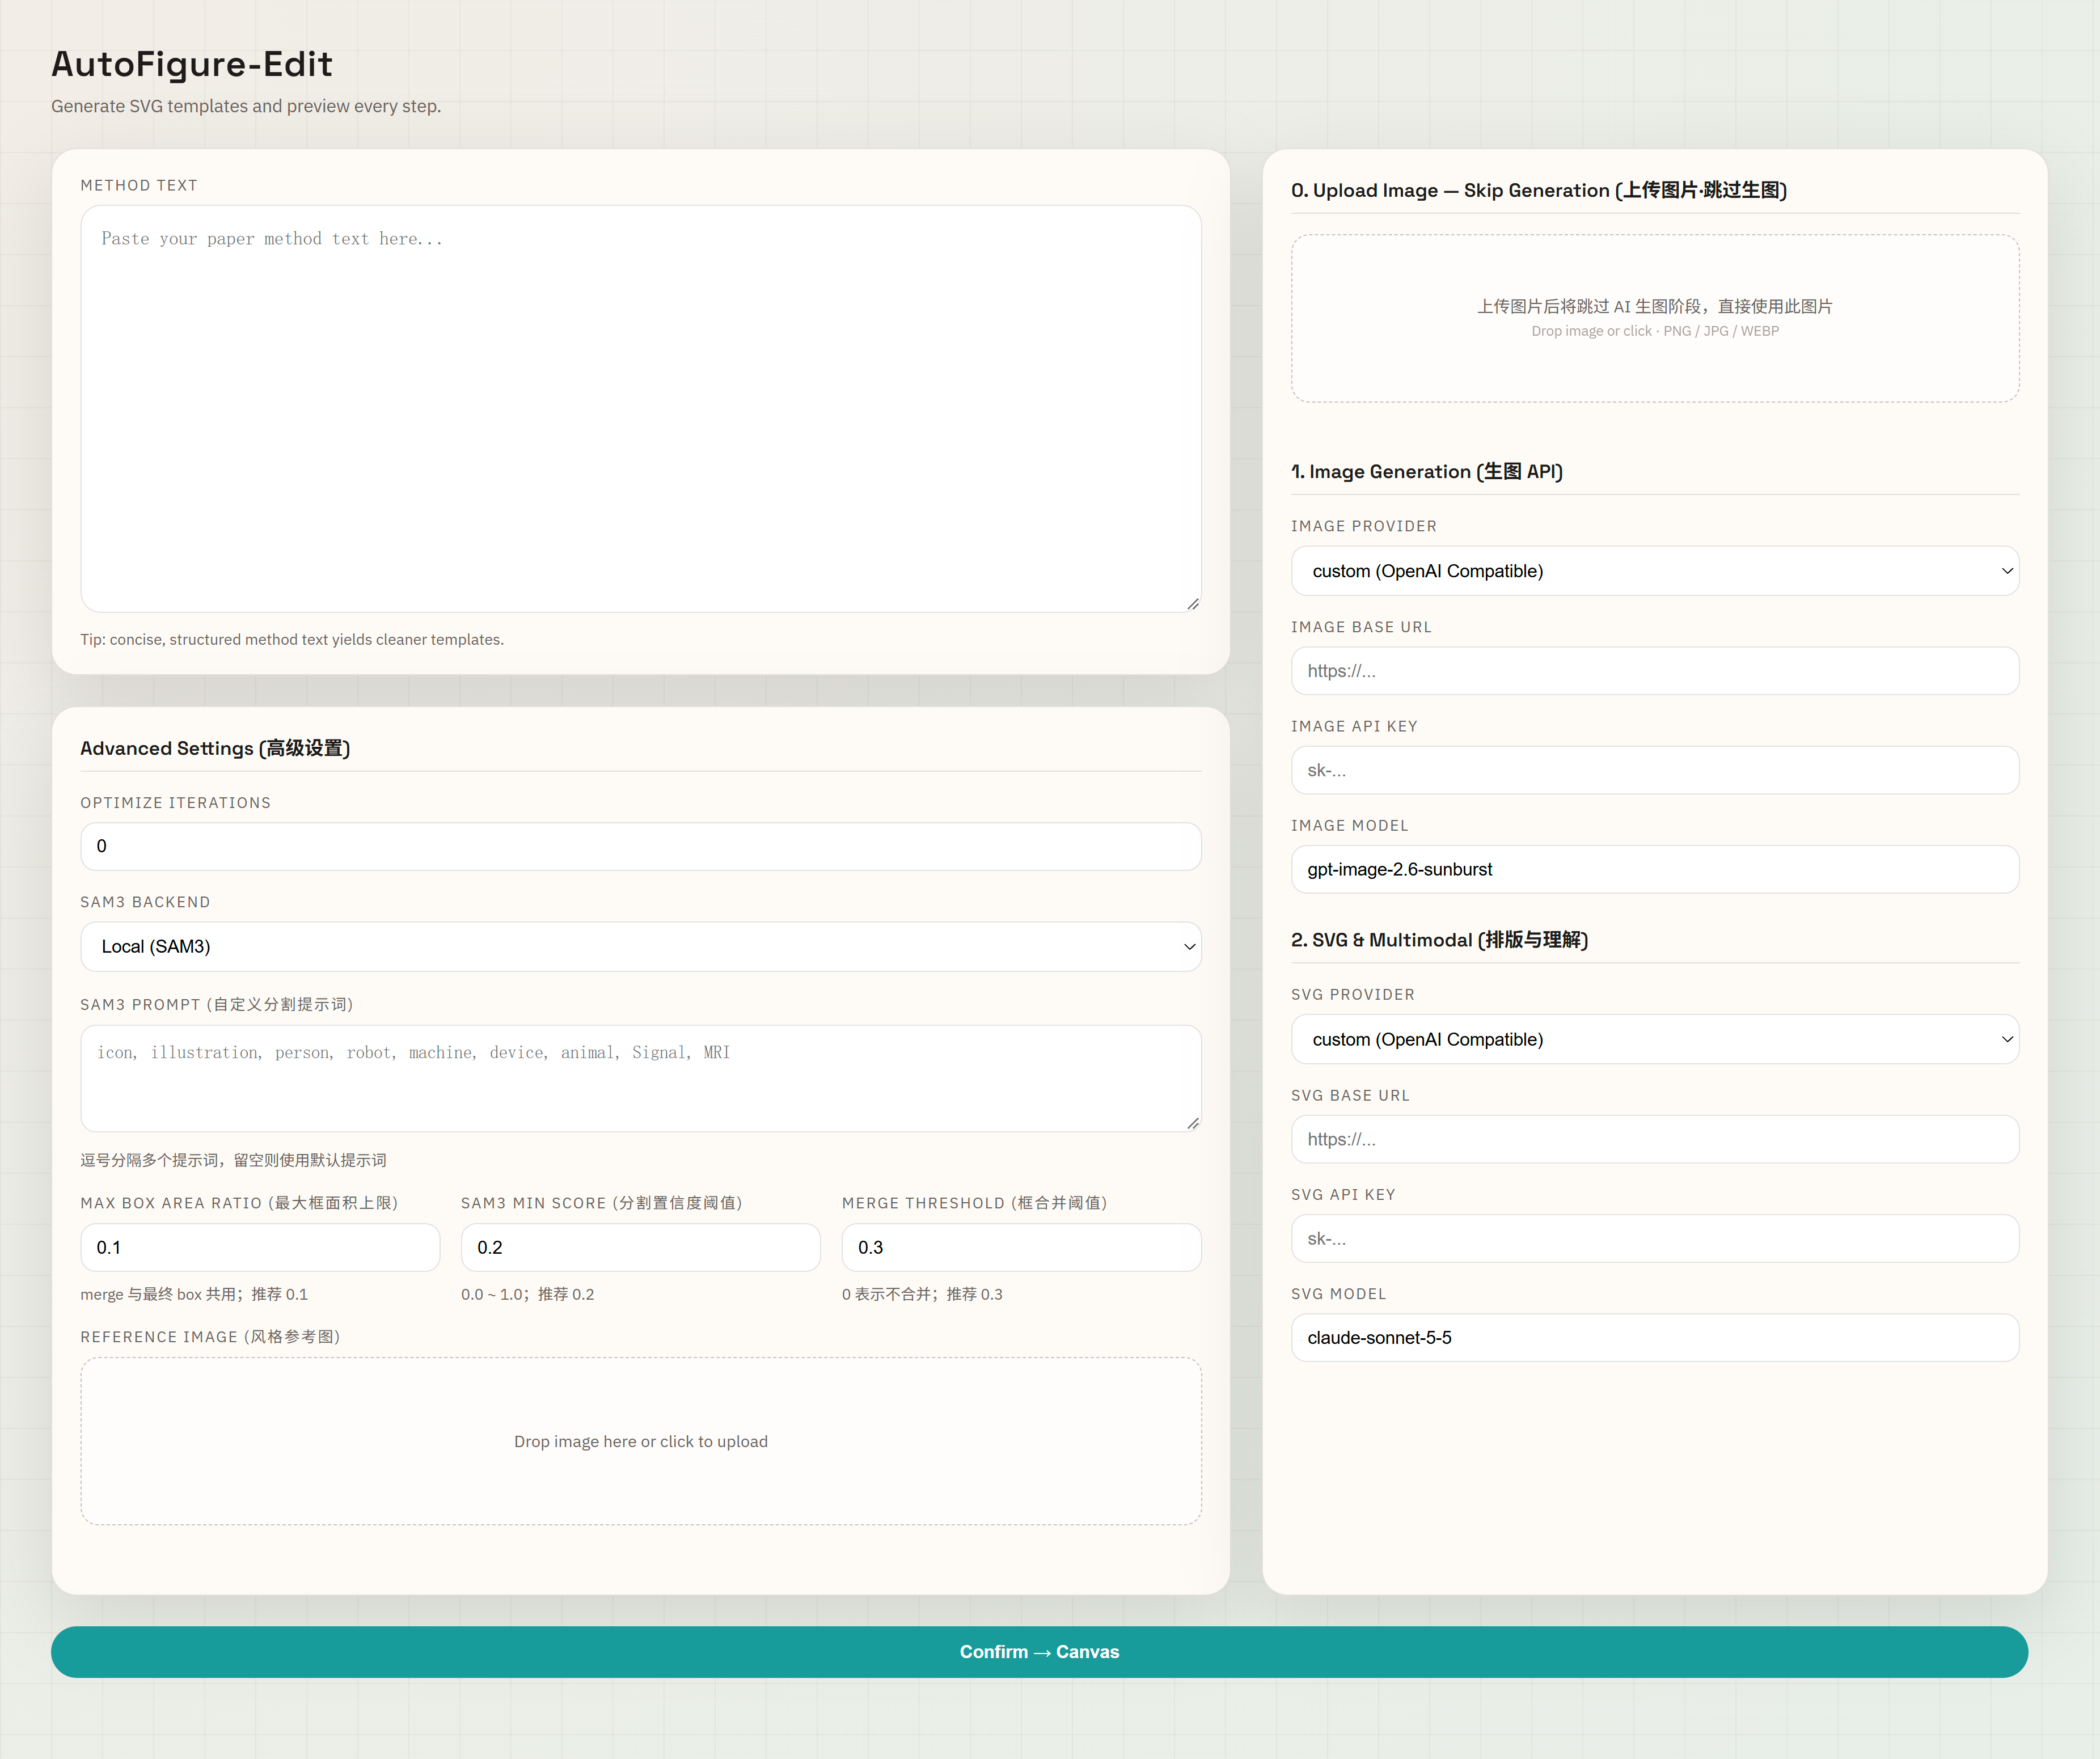 AutoFigure-Edit
Generate SVG templates and preview every step.
METHOD TEXT
Paste your paper method text here...
Tip: concise, structured method text yields cleaner templates.
Advanced Settings (高级设置)
OPTIMIZE ITERATIONS
0
SAM3 BACKEND
Local (SAM3)
SAM3 PROMPT (自定义分割提示词)
icon, illustration, person, robot, machine, device, animal, Signal, MRI
逗号分隔多个提示词，留空则使用默认提示词
MAX BOX AREA RATIO (最大框面积上限)
0.1
merge 与最终 box 共用；推荐 0.1
SAM3 MIN SCORE (分割置信度阈值)
0.2
0.0 ~ 1.0；推荐 0.2
MERGE THRESHOLD (框合并阈值)
0.3
0 表示不合并；推荐 0.3
REFERENCE IMAGE (风格参考图)
Drop image here or click to upload
0. Upload Image — Skip Generation (上传图片·跳过生图)
上传图片后将跳过 AI 生图阶段，直接使用此图片
Drop image or click · PNG / JPG / WEBP
1. Image Generation (生图 API)
IMAGE PROVIDER
custom (OpenAI Compatible)
IMAGE BASE URL
https://...
IMAGE API KEY
sk-...
IMAGE MODEL
gpt-image-2.6-sunburst
2. SVG & Multimodal (排版与理解)
SVG PROVIDER
custom (OpenAI Compatible)
SVG BASE URL
https://...
SVG API KEY
sk-...
SVG MODEL
claude-sonnet-5-5
Confirm → Canvas